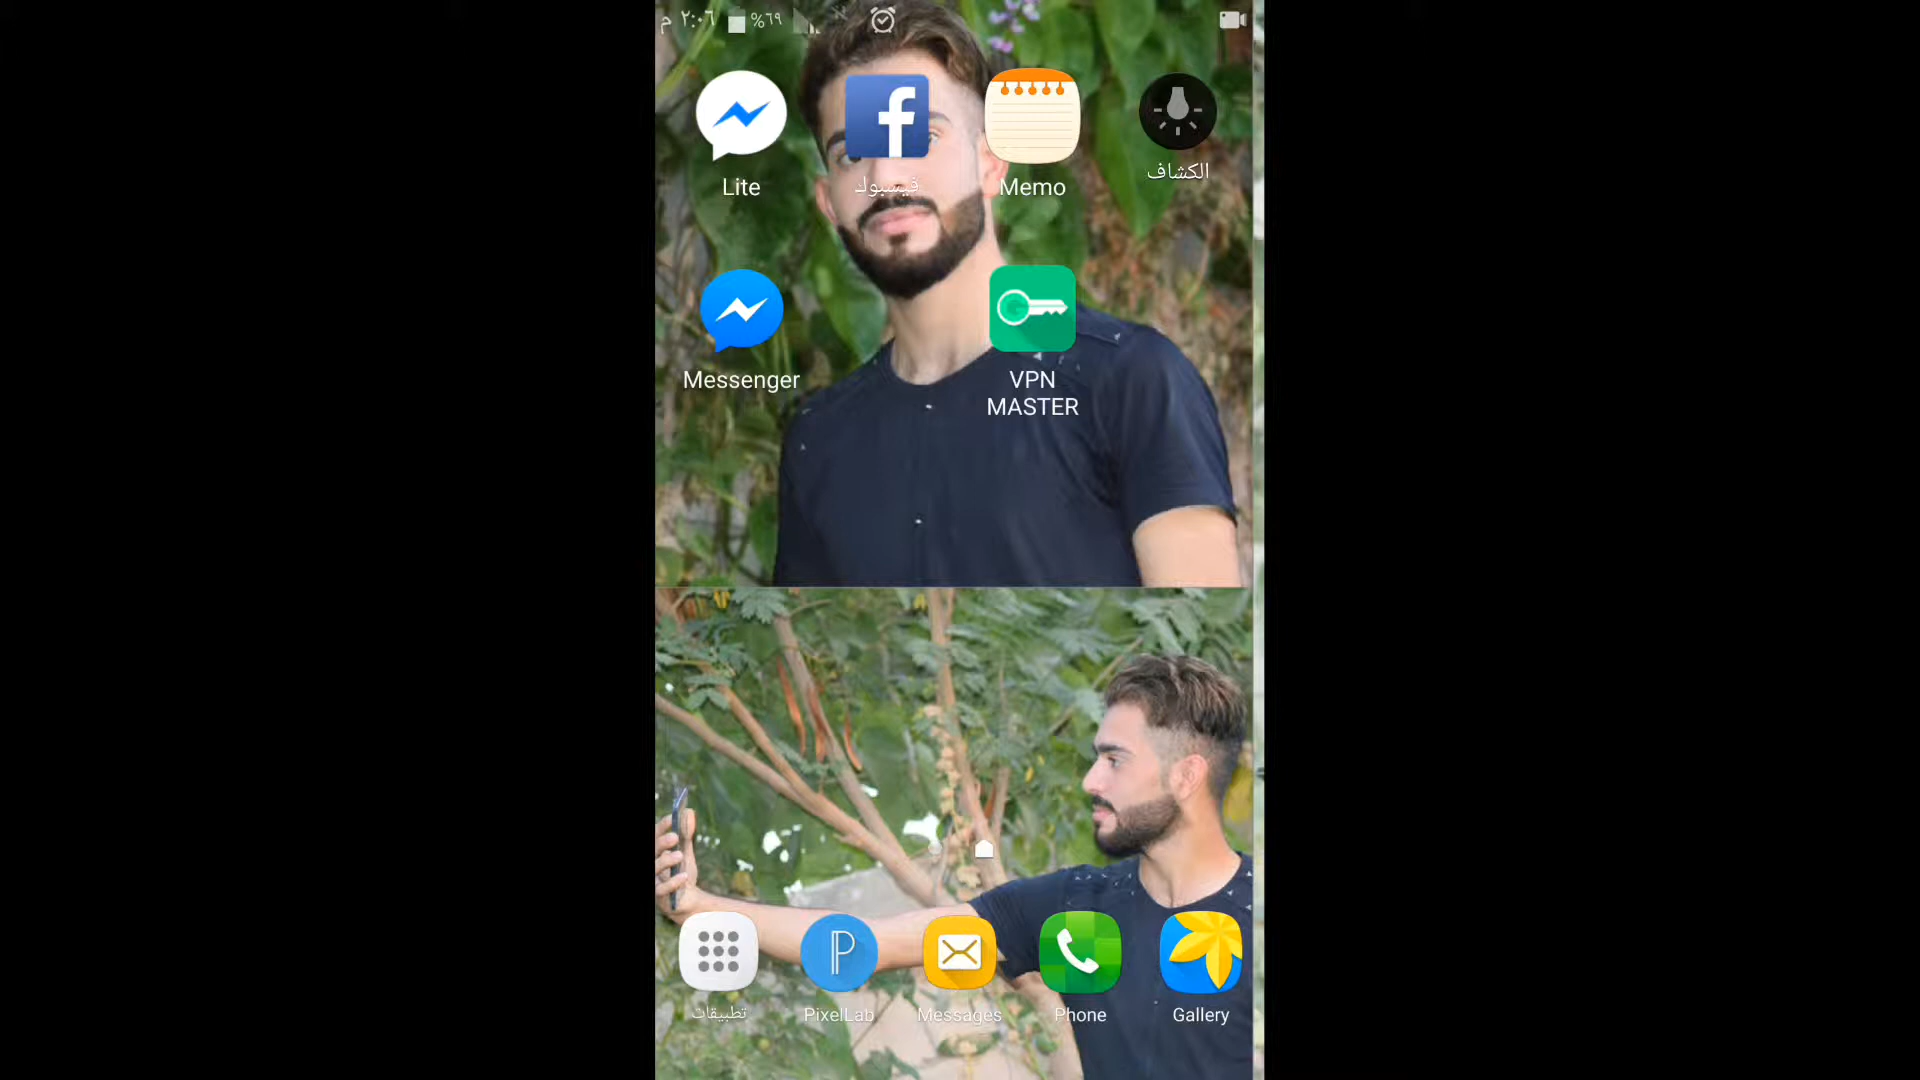 م ٢:٠٦ %٦٩
Lite
فيسبوك
Memo
الكشاف
Messenger
VPN
MASTER
تطبيقات
PixelLab
Messages
Phone
Gallery